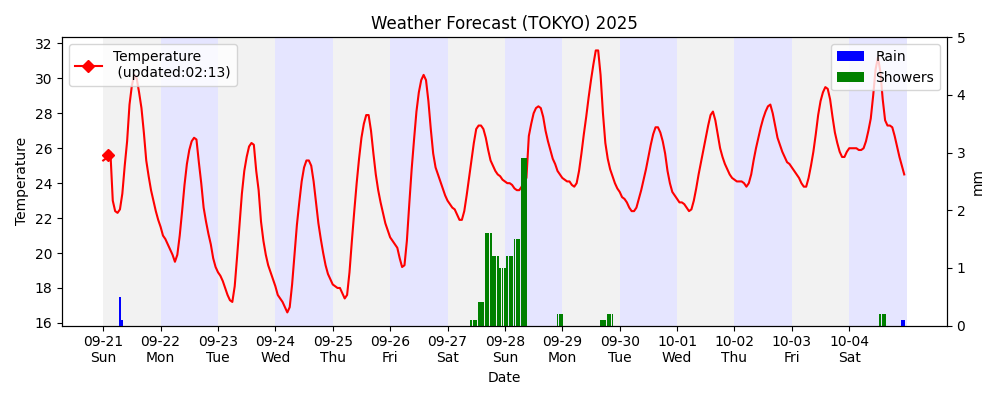 Weather Forecast (TOKYO) 2025
Temperature
(updated:02:13)
Rain
Showers
Temperature
32
30
28
26
24
22
20
18
16
5
4
3
2
1
0
mm
09-21 09-22 09-23 09-24 09-25 09-26 09-27 09-28 09-29 09-30 10-01 10-02 10-03 10-04
Sun Mon Tue Wed Thu Fri Sat Sun Mon Tue Wed Thu Fri Sat
Date